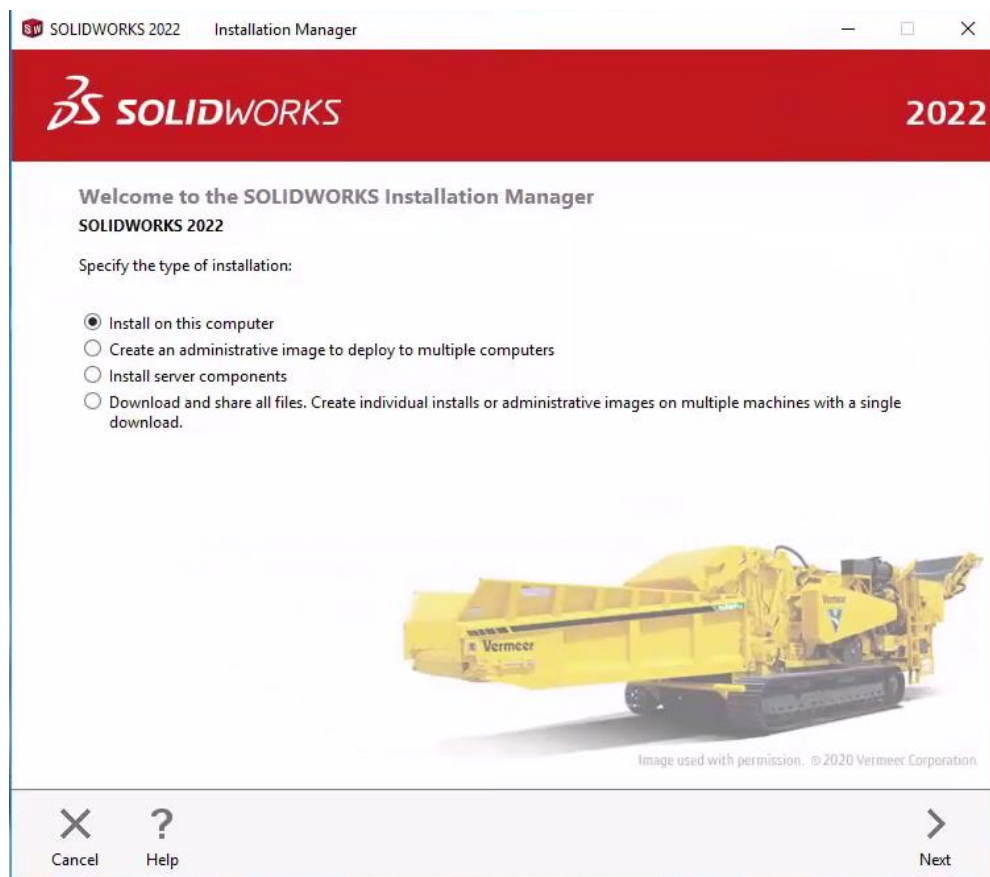 SOLIDWORKS 2022 Installation Manager
SOLIDWORKS
2022
Welcome to the SOLIDWORKS Installation Manager
SOLIDWORKS 2022
Specify the type of installation:
Install on this computer
Create an administrative image to deploy to multiple computers
Install server components
Download and share all files. Create individual installs or administrative images on multiple machines with a single
download.
Vermeer
Vermeer
Image used with permission. ©2020 Vermeer Corporation
Cancel Help Next